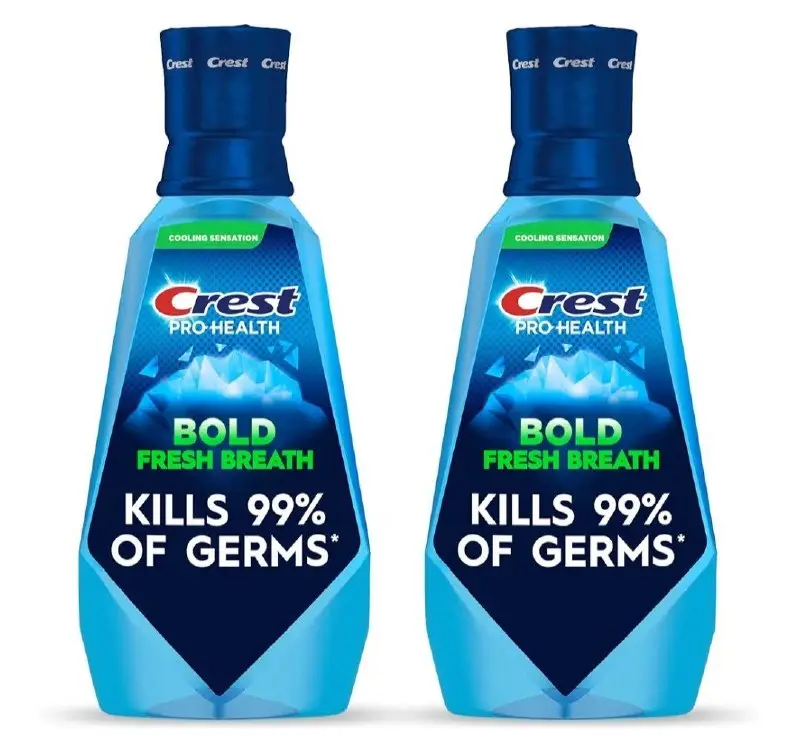 Crest Crest Crest
COOLING SENSATION
Crest
PRO-HEALTH
BOLD
FRESH BREATH
KILLS 99%
OF GERMS*
Crest Crest Crest
COOLING SENSATION
Crest
PRO-HEALTH
BOLD
FRESH BREATH
KILLS 99%
OF GERMS*